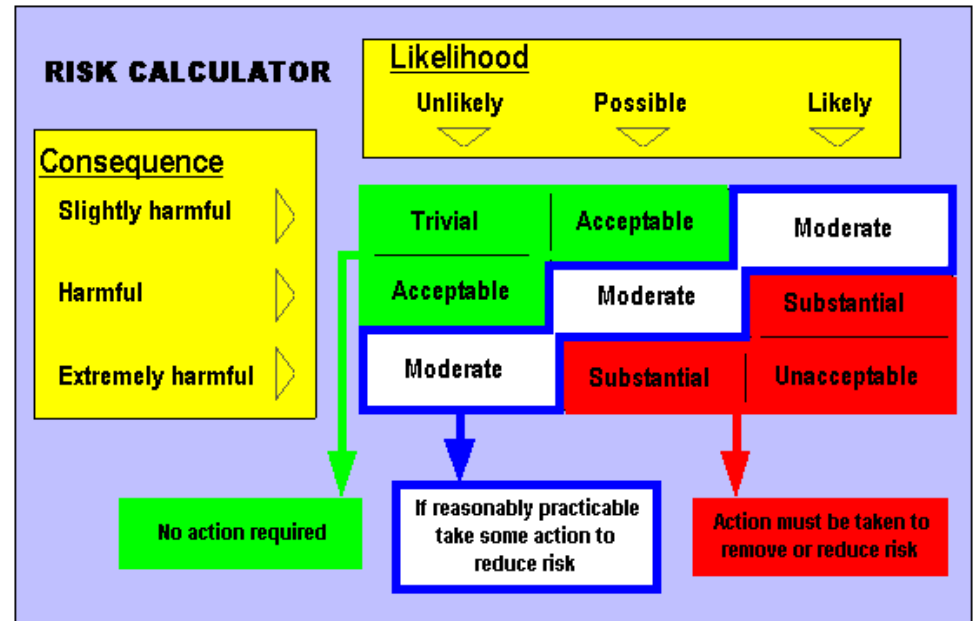 RISK CALCULATOR
Likelihood
Unlikely Possible Likely
Consequence
Slightly harmful
Harmful
Extremely harmful
Trivial Acceptable Moderate
Acceptable Moderate Substantial
Moderate Substantial Unacceptable
No action required
If reasonably practicable
take some action to
reduce risk
Action must be taken to
remove or reduce risk